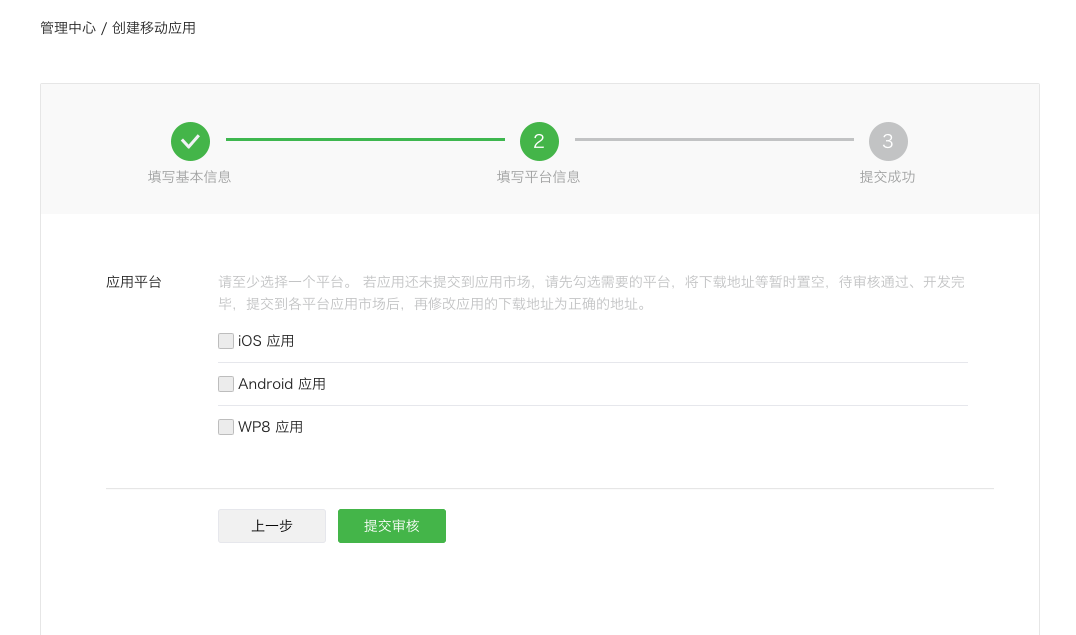 管理中心 / 创建移动应用
2
3
填写基本信息
填写平台信息
提交成功
应用平台
请至少选择一个平台。 若应用还未提交到应用市场，请先勾选需要的平台，将下载地址等暂时置空，待审核通过、开发完
毕，提交到各平台应用市场后，再修改应用的下载地址为正确的地址。
iOS 应用
Android 应用
WP8 应用
上一步
提交审核